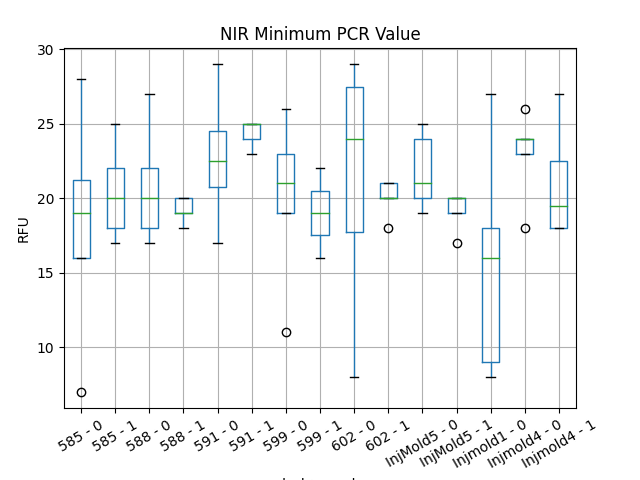 NIR Minimum PCR Value
RFU
30
25
20
15
10
585 - 0
585 - 1
588 - 0
588 - 1
591 - 0
591 - 1
599 - 0
599 - 1
602 - 0
602 - 1
InjMold5 - 0
InjMold5 - 1
Injmold1 - 0
Injmold4 - 0
Injmold4 - 1